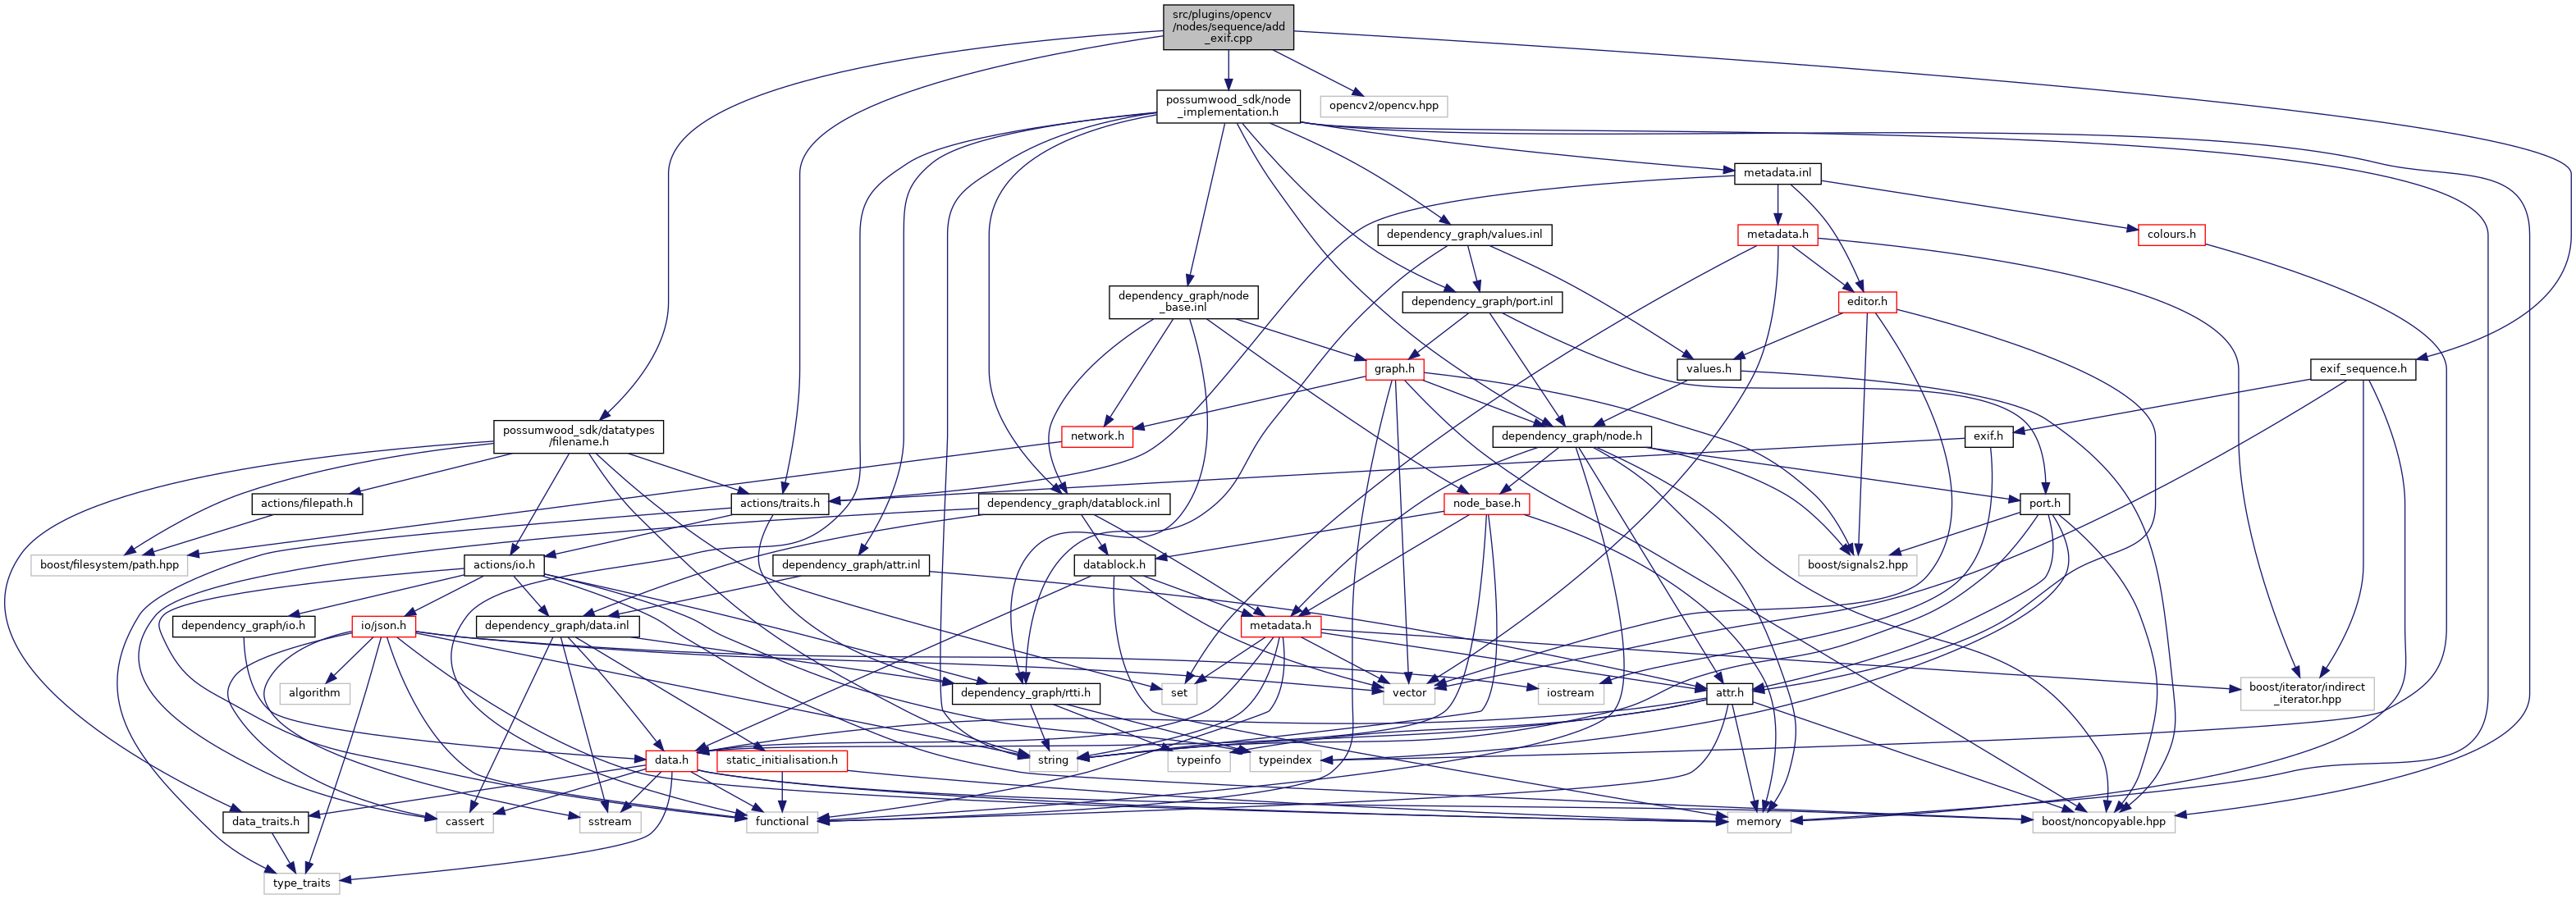 src/plugins/opencv
/nodes/sequence/add
_exif.cpp
possumwood_sdk/node
_implementation.h
opencv2/opencv.hpp
metadata.inl
dependency_graph/values.inl
metadata.h
colours.h
dependency_graph/node
_base.inl
dependency_graph/port.inl
editor.h
graph.h
values.h
exif_sequence.h
possumwood_sdk/datatypes
/filename.h
network.h
dependency_graph/node.h
exif.h
actions/filepath.h
actions/traits.h
dependency_graph/datablock.inl
node_base.h
port.h
boost/filesystem/path.hpp
actions/io.h
dependency_graph/attr.inl
datablock.h
boost/signals2.hpp
dependency_graph/io.h
io/json.h
dependency_graph/data.inl
metadata.h
algorithm
dependency_graph/rtti.h
set
vector
iostream
attr.h
boost/iterator/indirect
_iterator.hpp
data.h
static_initialisation.h
string
typeinfo
typeindex
data_traits.h
cassert
sstream
functional
memory
boost/noncopyable.hpp
type_traits